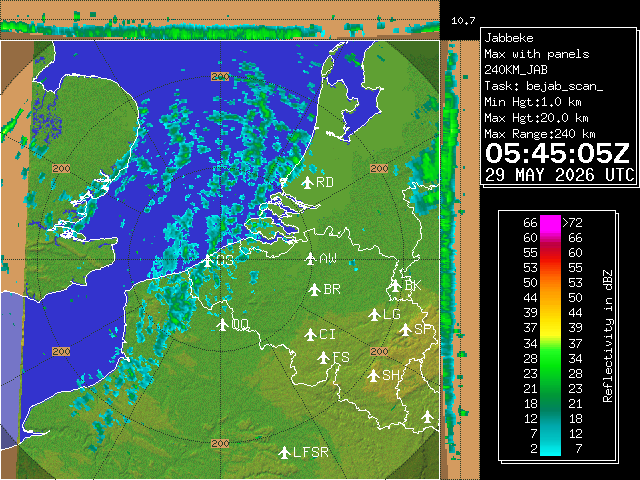 10.7
Jabbeke
Max with panels
240KM_JAB
Task: bejab_scan_
Min Hgt:1.0 km
Max Hgt:20.0 km
Max Range:240 km
05:45:05Z
29 MAY 2026 UTC
200
200
200
RD
OS
AW
BR
BK
LG
SP
QO
CI
FS
SH
200
200
200
LFSR
66 >72
60 66
55 60
53 55
50 53
44 50
39 44
37 39
34 37
28 34
23 28
21 23
18 21
12 18
7 12
2 7
Reflectivity in dBZ